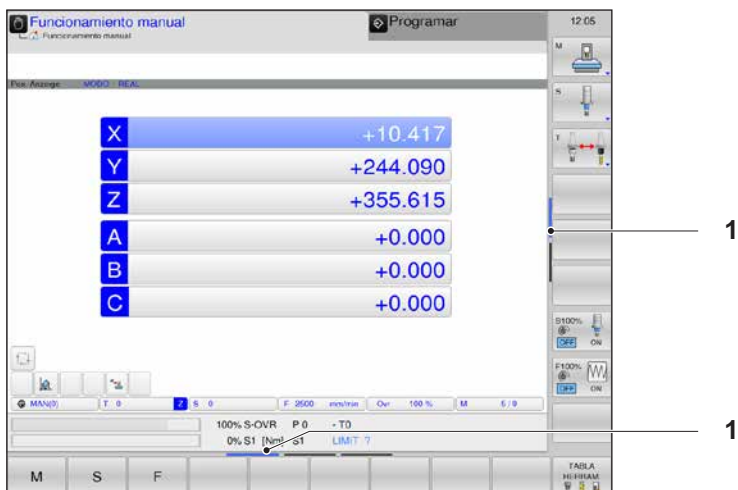 Funcionamiento manual
Programar
12:05
Funcionamiento manual
M
Pos. Anzeige MODO: REAL
S
T
X +10.417
Y +244.090
Z +355.615
A +0.000
B +0.000
C +0.000
1
S100%
OFF ON
F100%
OFF ON
MAN(0) T 0 Z S 0 F 2500 mm/min Ovr 100 % M 5/9
100% S-OVR P0 -T0
0% S1 [Nm] S1 LIMIT 7
1
M S F
TABLA
HERRAM.